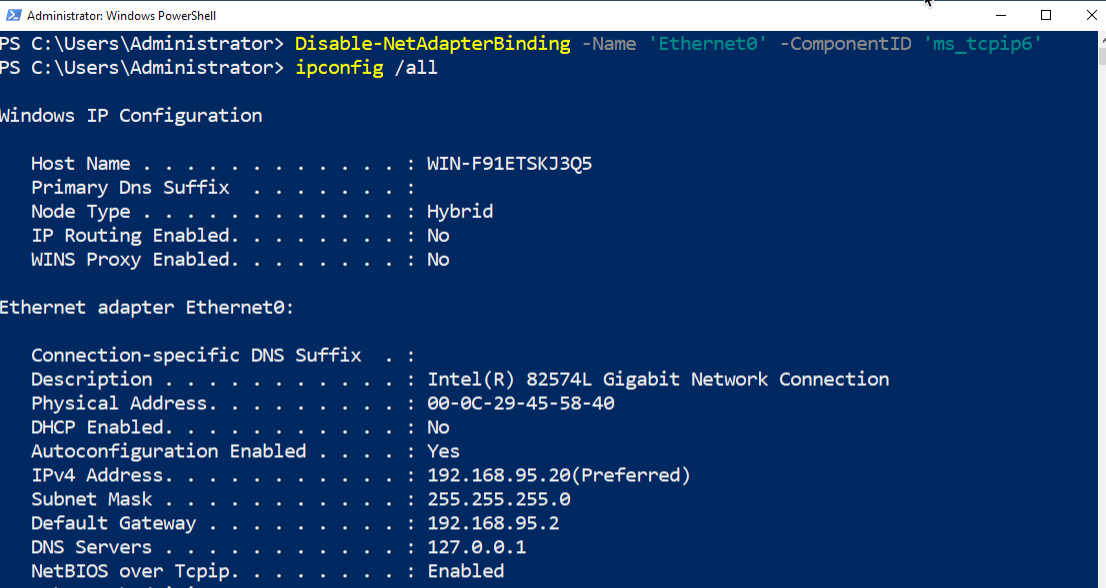 Administrator: Windows PowerShell
PS C:\Users\Administrator> Disable-NetAdapterBinding -Name 'Ethernet0' -ComponentID 'ms_tcpip6'
PS C:\Users\Administrator> ipconfig /all
Windows IP Configuration
Host Name . . . . . . . . . . . . : WIN-F91ETSKJ3Q5
Primary Dns Suffix  . . . . . . . :
Node Type . . . . . . . . . . . . : Hybrid
IP Routing Enabled. . . . . . . . : No
WINS Proxy Enabled. . . . . . . . : No
Ethernet adapter Ethernet0:
Connection-specific DNS Suffix  . :
Description . . . . . . . . . . . : Intel(R) 82574L Gigabit Network Connection
Physical Address. . . . . . . . . : 00-0C-29-45-58-40
DHCP Enabled. . . . . . . . . . . : No
Autoconfiguration Enabled . . . . : Yes
IPv4 Address. . . . . . . . . . . : 192.168.95.20(Preferred)
Subnet Mask . . . . . . . . . . . : 255.255.255.0
Default Gateway . . . . . . . . . : 192.168.95.2
DNS Servers . . . . . . . . . . . : 127.0.0.1
NetBIOS over Tcpip. . . . . . . . : Enabled